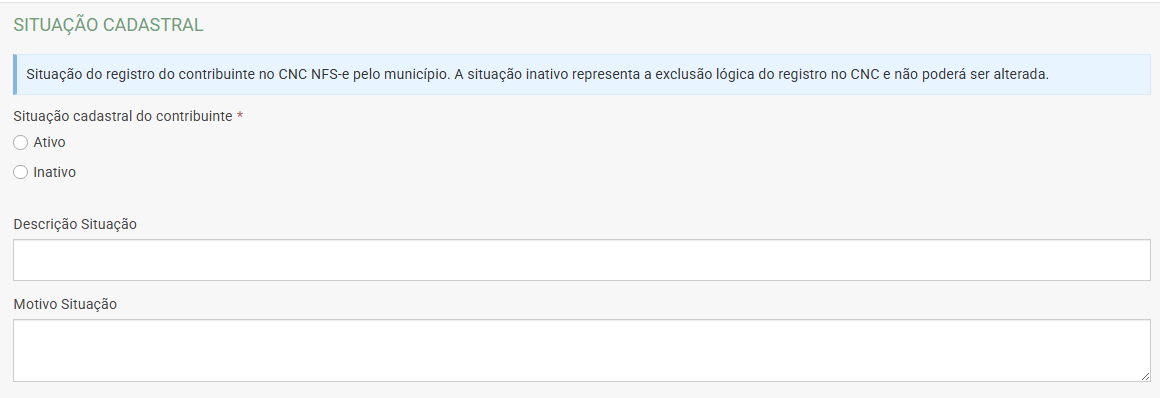 SITUAÇÃO CADASTRAL
Situação do registro do contribuinte no CNC NFS-e pelo município. A situação inativo representa a exclusão lógica do registro no CNC e não poderá ser alterada.
Situação cadastral do contribuinte *
Ativo
Inativo
Descrição Situação
Motivo Situação